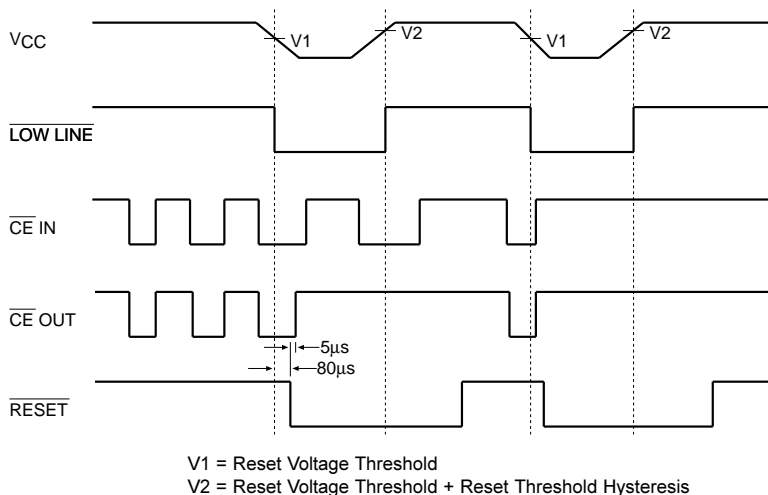 VCC
V1
V2
V1
V2
LOW LINE
CE IN
CE OUT
5µs
80µs
RESET
V1 = Reset Voltage Threshold
V2 = Reset Voltage Threshold + Reset Threshold Hysteresis